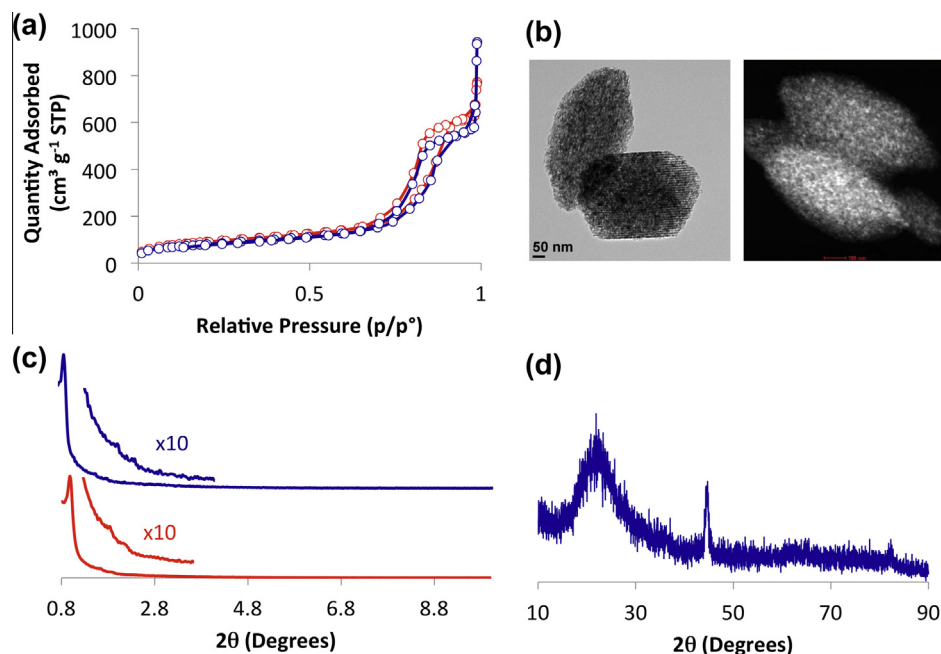 (a)
1000
800
600
400
200
0
Quantity Adsorbed
(cm³ g⁻¹ STP)
0
0.5
1
Relative Pressure (p/p°)
(b)
50 nm
(c)
x10
x10
0.8
2.8
4.8
6.8
8.8
2θ (Degrees)
(d)
10
30
50
70
90
2θ (Degrees)